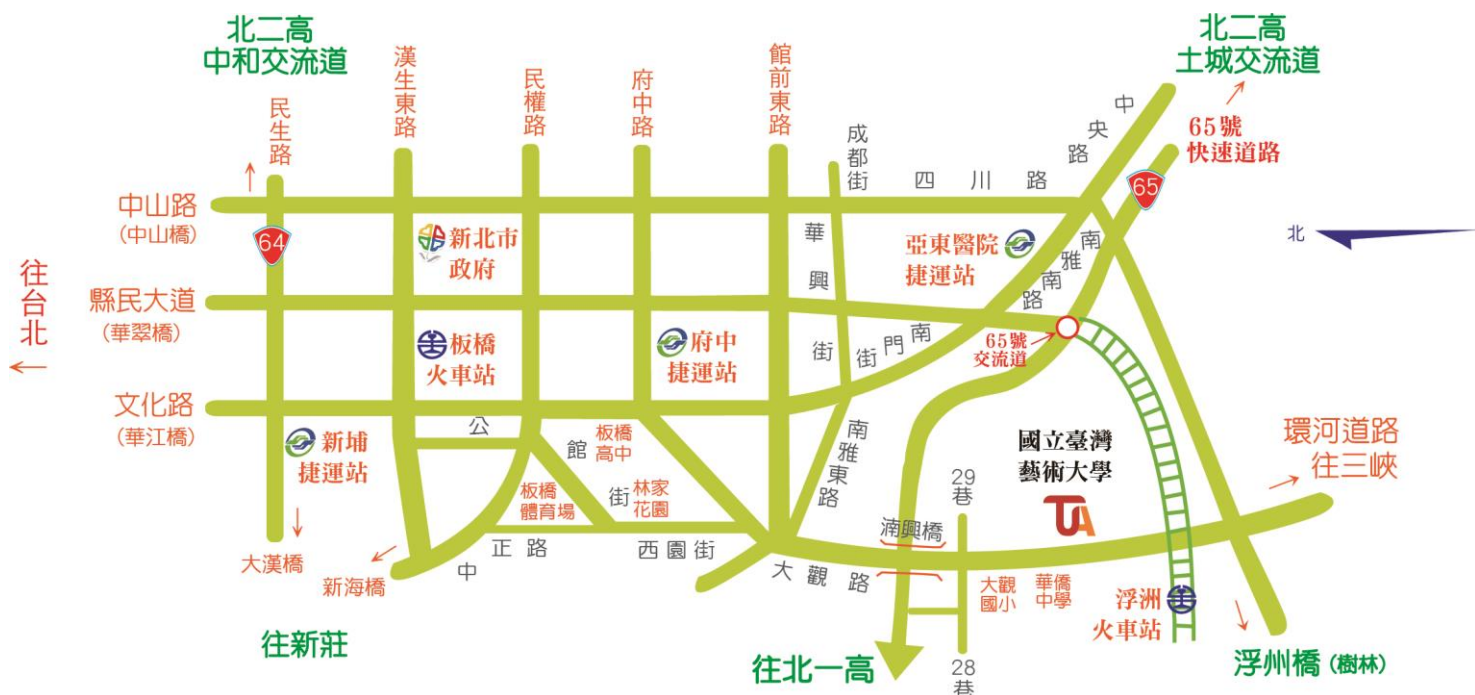 北二高
中和交流道
北二高
土城交流道
民生路
漢生東路
民權路
府中路
館前東路
成都街
四川路
中央路
65號
快速道路
65
中山路
(中山橋)
64
新北市
政府
華興街
亞東醫院
捷運站
南雅南路
北
往台北
縣民大道
(華翠橋)
板橋
火車站
府中
捷運站
南門街
65號
交流道
文化路
(華江橋)
新埔
捷運站
公館街
板橋
高中
南雅東路
國立臺灣
藝術大學
環河道路
往三峽
板橋
體育場
林家
花園
29巷
湳興橋
大漢橋
新海橋
中正路
西園街
大觀路
大觀
國小
華僑
中學
浮洲
火車站
往新莊
往北一高
28巷
浮州橋(樹林)